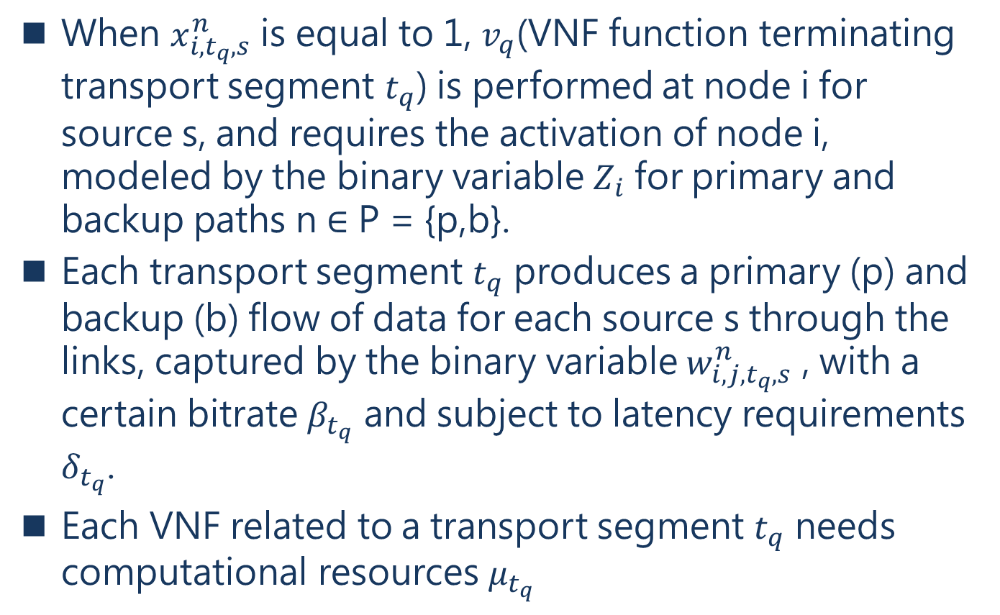 ■ When $x^{n}_{i,t_q,s}$ is equal to 1, $v_q$(VNF function terminating
transport segment $t_q$) is performed at node i for
source s, and requires the activation of node i,
modeled by the binary variable $Z_i$ for primary and
backup paths n ∈ P = {p,b}.
■ Each transport segment $t_q$ produces a primary (p) and
backup (b) flow of data for each source s through the
links, captured by the binary variable $w^{n}_{i,j,t_q,s}$ , with a
certain bitrate $\beta_{t_q}$ and subject to latency requirements
$\delta_{t_q}$.
■ Each VNF related to a transport segment $t_q$ needs
computational resources $\mu_{t_q}$